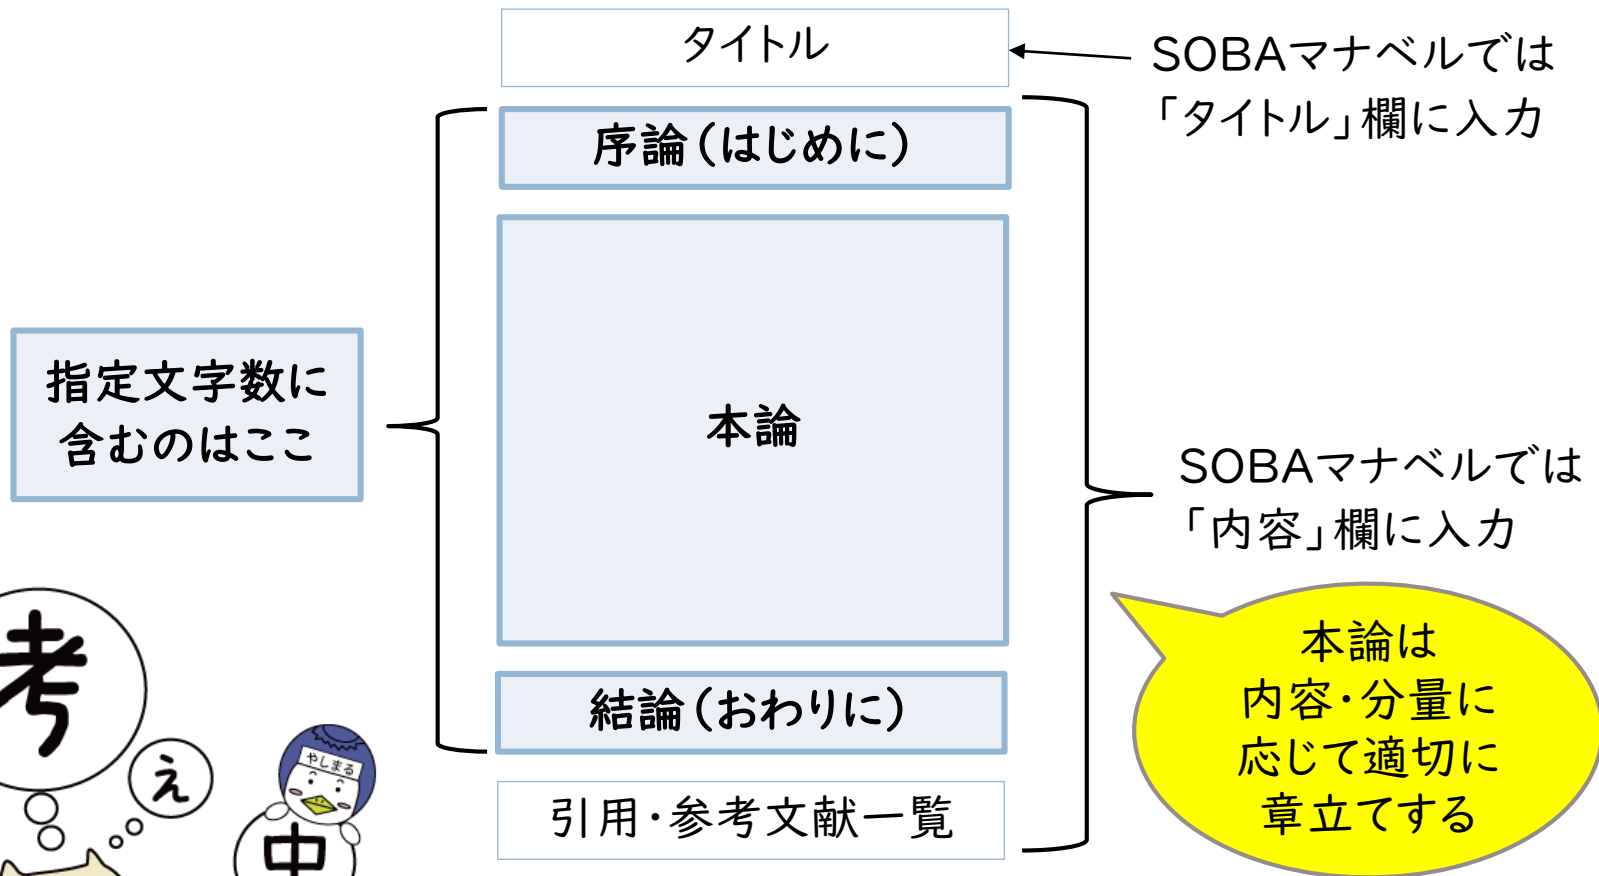 タイトル
SOBAマナベルでは
「タイトル」欄に入力
序論(はじめに)
指定文字数に
含むのはここ
本論
SOBAマナベルでは
「内容」欄に入力
本論は
内容・分量に
応じて適切に
章立てする
結論(おわりに)
引用・参考文献一覧
考
え
やしまる
中